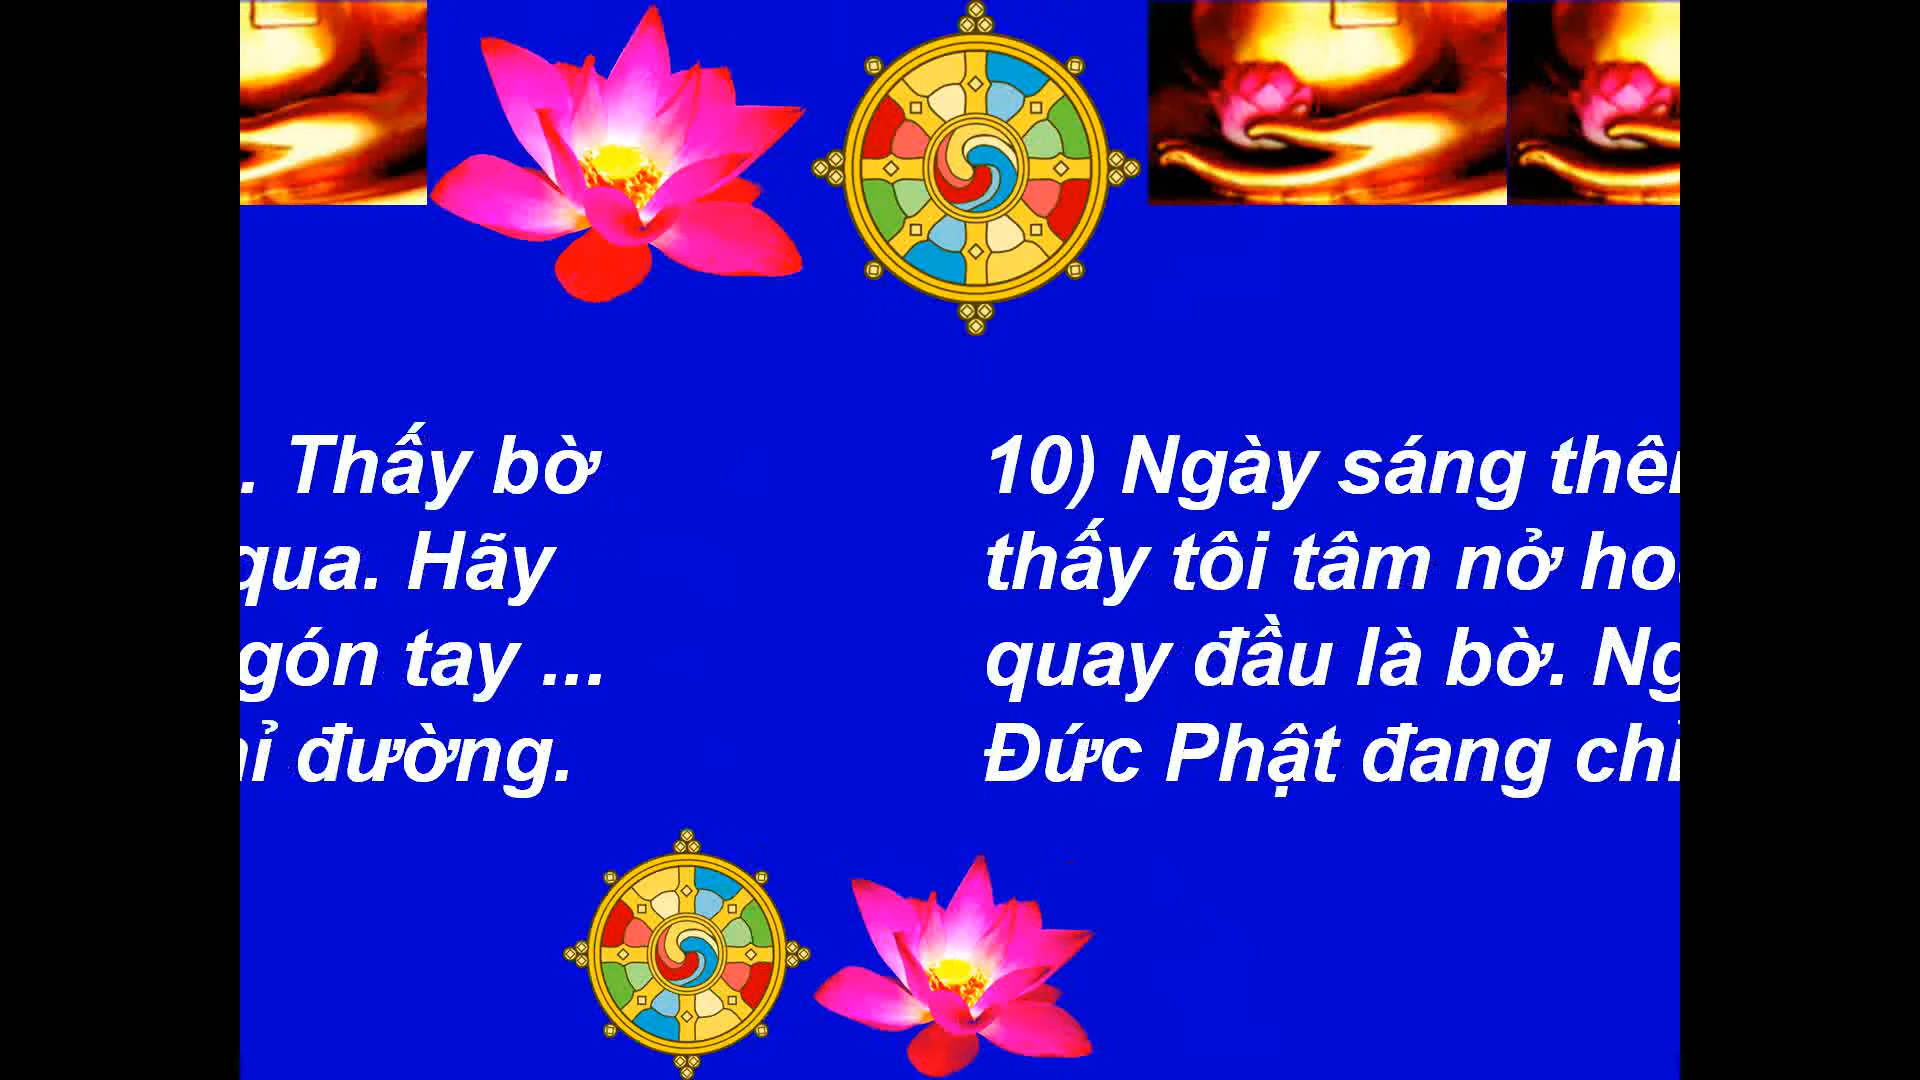 . Thấy bờ
qua. Hãy
gón tay ...
ỉ đường.
10) Ngày sáng thê
thấy tôi tâm nở ho
quay đầu là bờ. Ng
Đức Phật đang ch